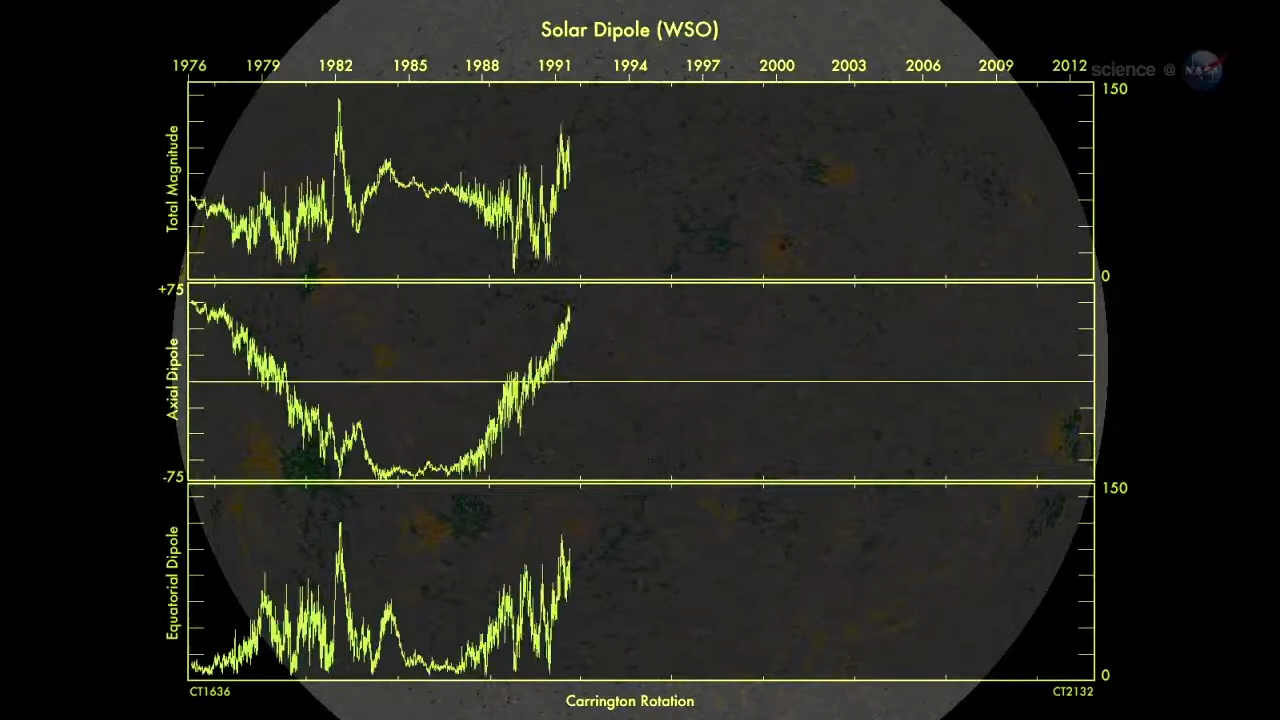 Solar Dipole (WSO)
1976 1979 1982 1985 1988 1991 1994 1997 2000 2003 2006 2009 2012
science @ NASA
150
Total Magnitude
0
+75
Axial Dipole
-75
150
Equatorial Dipole
0
CT1636 CT2132
Carrington Rotation